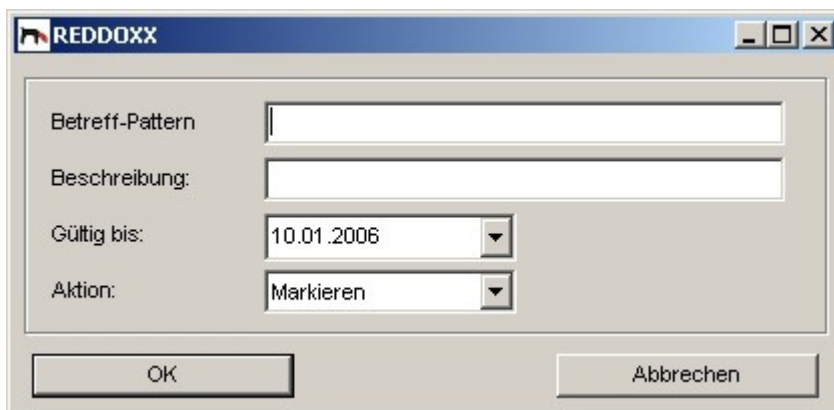 REDDOXX
Betreff-Pattern
Beschreibung:
Gültig bis:
10.01.2006
Aktion:
Markieren
OK
Abbrechen